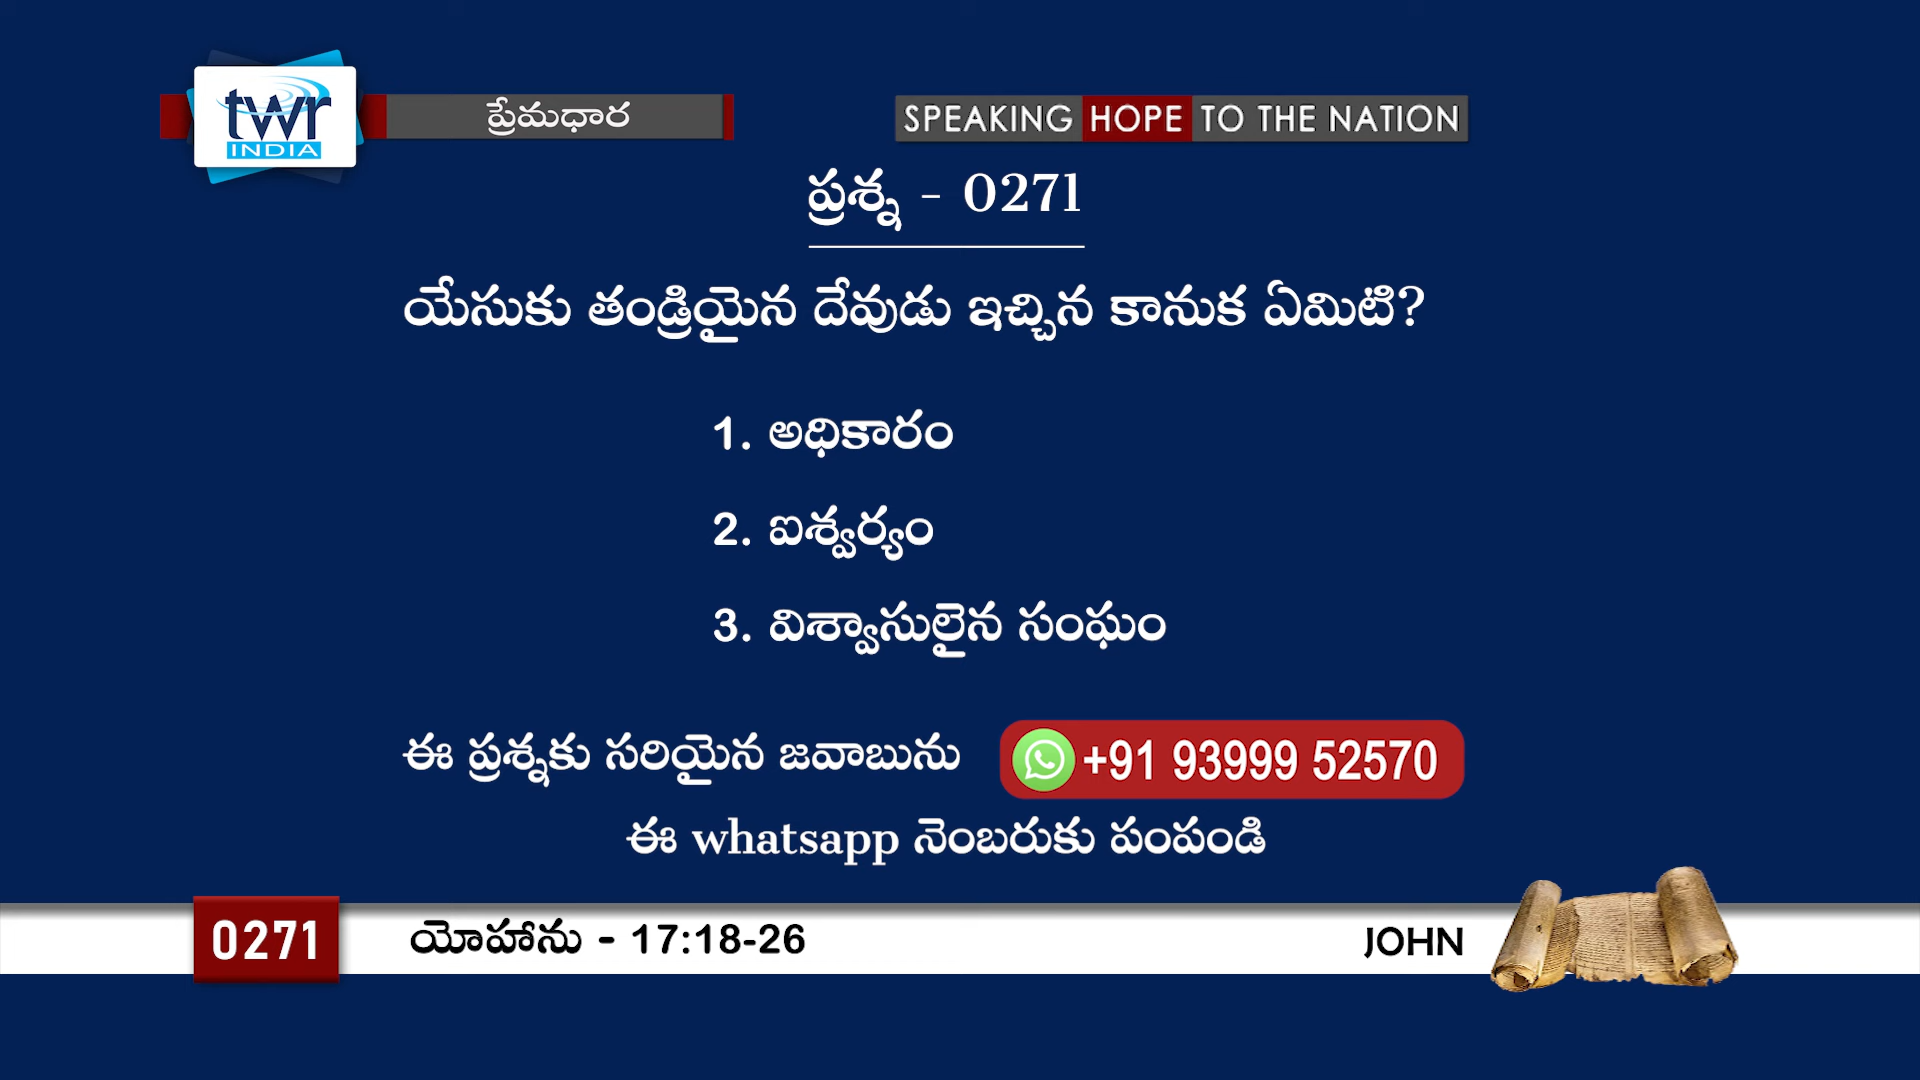 twr
INDIA
ప్రేమధార
SPEAKING HOPE TO THE NATION
ప్రశ్న - 0271
యేసుకు తండ్రియైన దేవుడు ఇచ్చిన కానుక ఏమిటి?
1. అధికారం
2. ఐశ్వర్యం
3. విశ్వాసులైన సంఘం
ఈ ప్రశ్నకు సరియైన జవాబును +91 93999 52570
ఈ whatsapp నెంబరుకు పంపండి
0271 యోహాను - 17:18-26 JOHN